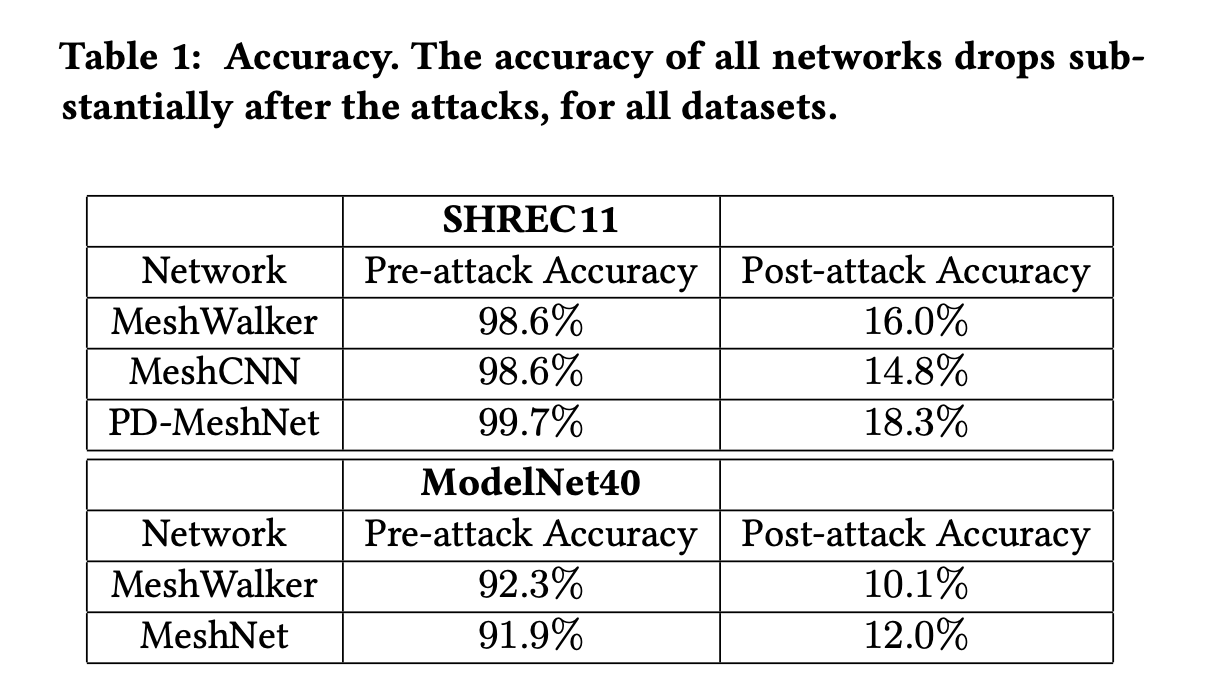 Table 1: Accuracy. The accuracy of all networks drops sub-
stantially after the attacks, for all datasets.
SHREC11
Network Pre-attack Accuracy Post-attack Accuracy
MeshWalker 98.6% 16.0%
MeshCNN 98.6% 14.8%
PD-MeshNet 99.7% 18.3%
ModelNet40
Network Pre-attack Accuracy Post-attack Accuracy
MeshWalker 92.3% 10.1%
MeshNet 91.9% 12.0%